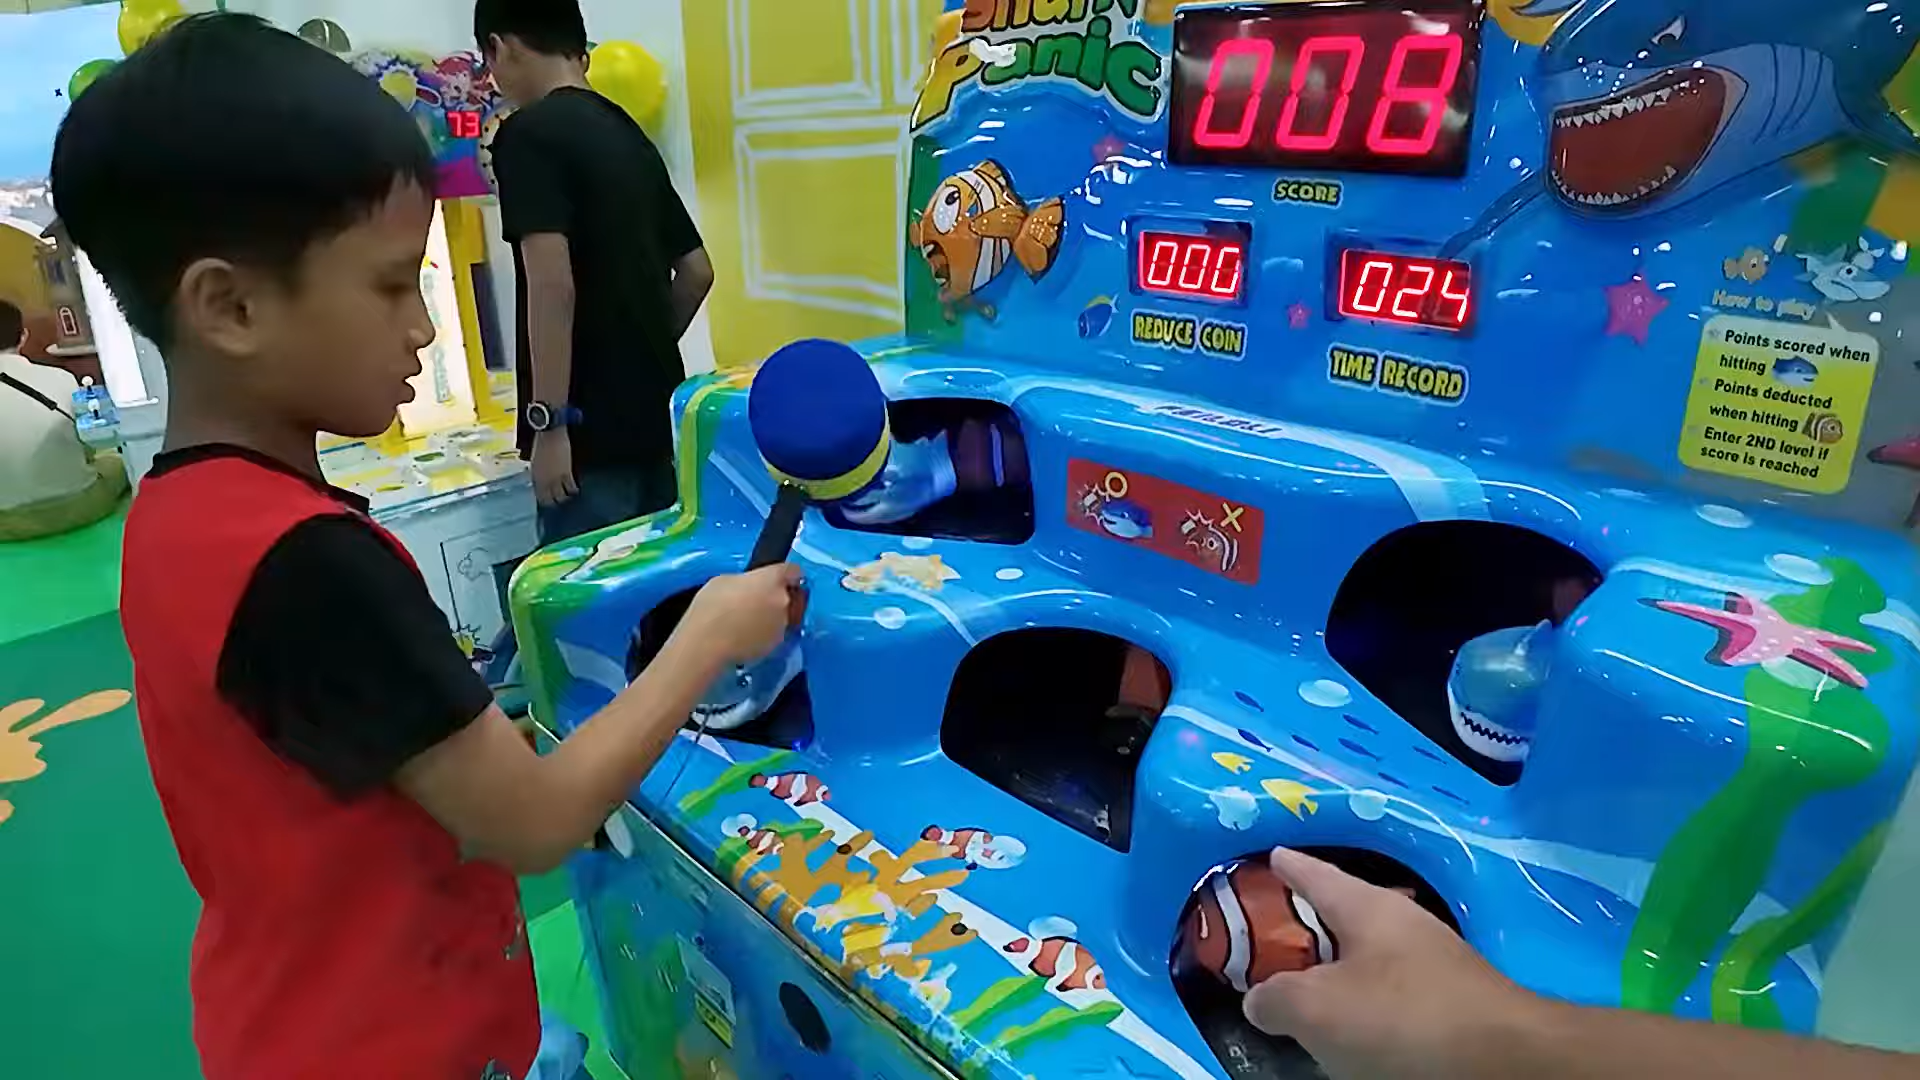 Shark
Panic
008
SCORE
73
000
024
REDUCE COIN
TIME RECORD
How to play
Points scored when
hitting
Points deducted
when hitting
Enter 2ND level if
score is reached